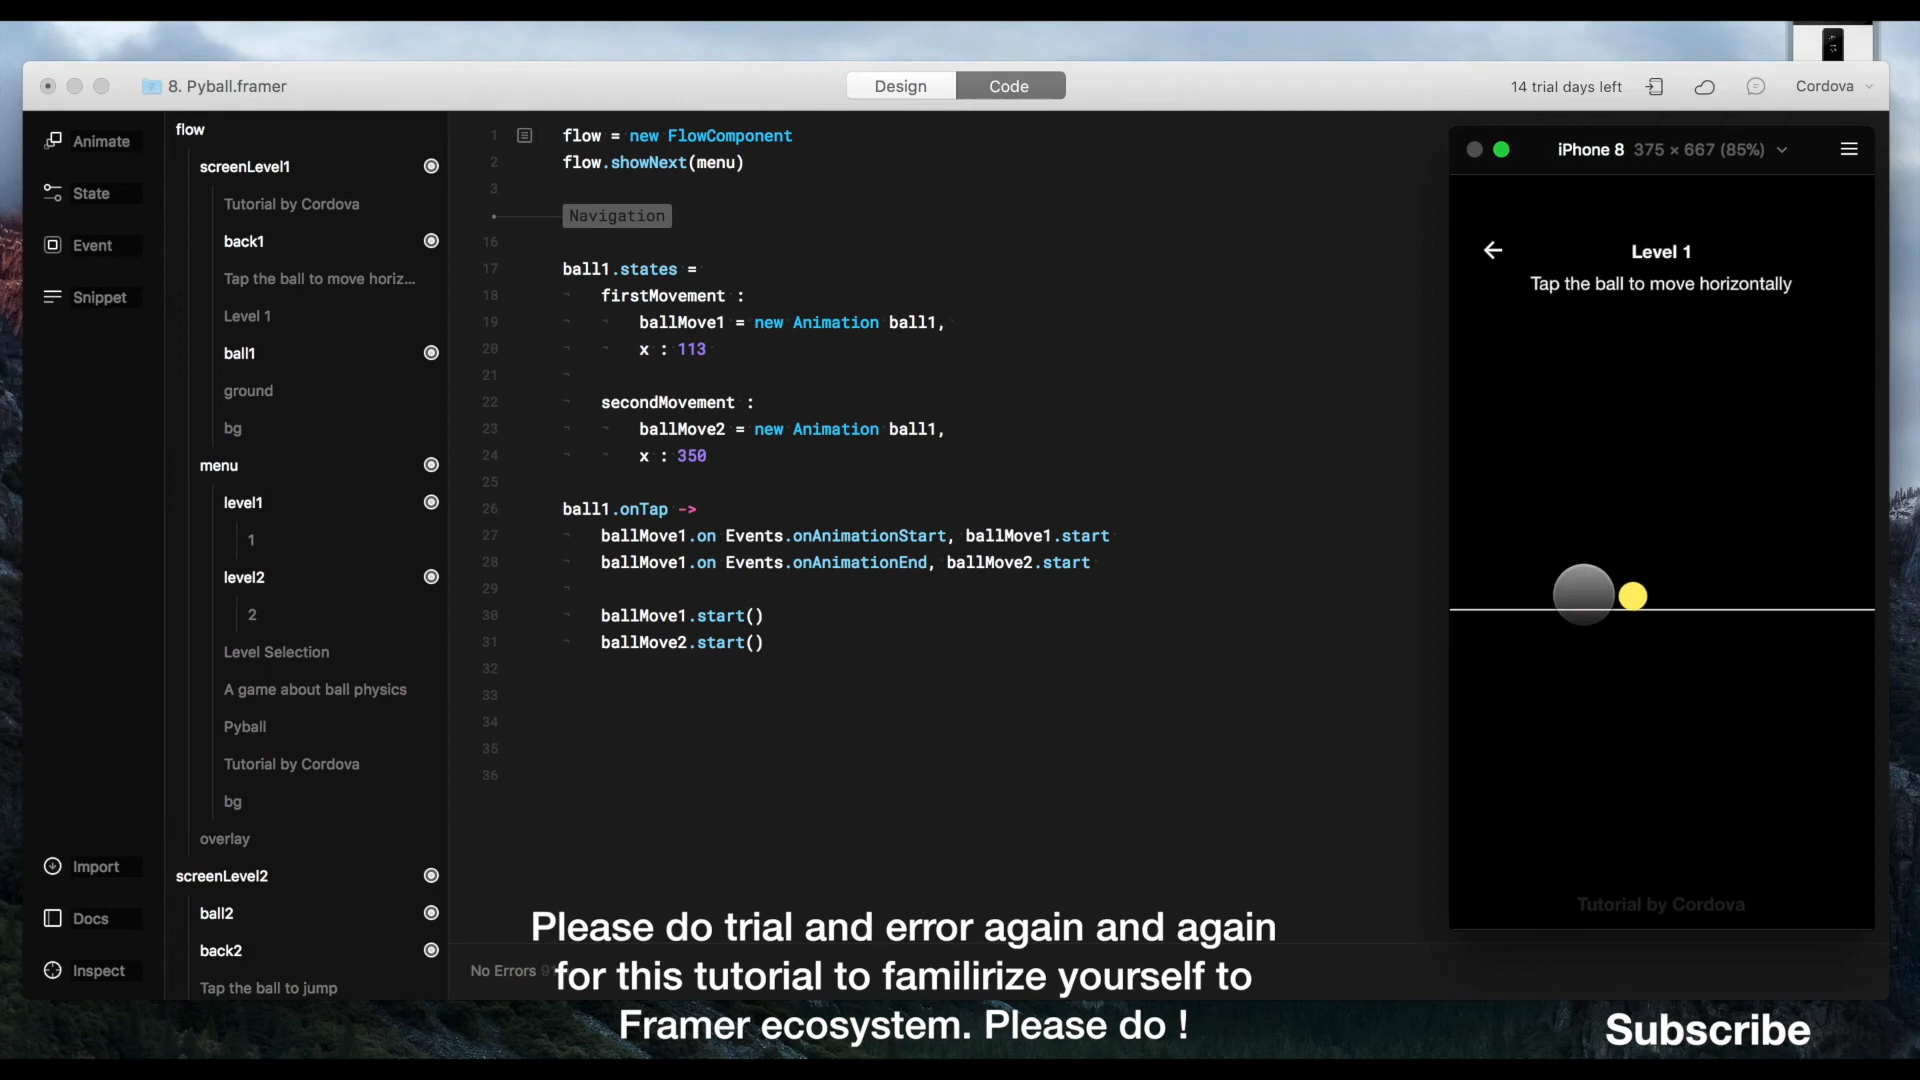 8. Pyball.framer
Design
Code
14 trial days left
Cordova
Animate
State
Event
Snippet
Import
Docs
Inspect
flow
screenLevel1
Tutorial by Cordova
back1
Tap the ball to move horiz...
Level 1
ball1
ground
bg
menu
level1
1
level2
2
Level Selection
A game about ball physics
Pyball
Tutorial by Cordova
bg
overlay
screenLevel2
ball2
back2
Tap the ball to jump
1 flow = new FlowComponent
2 flow.showNext(menu)
3
Navigation
16
17 ball1.states =
18 firstMovement :
19 ballMove1 = new Animation ball1,
20 x : 113
21
22 secondMovement :
23 ballMove2 = new Animation ball1,
24 x : 350
25
26 ball1.onTap ->
27 ballMove1.on Events.onAnimationStart, ballMove1.start
28 ballMove1.on Events.onAnimationEnd, ballMove2.start
29
30 ballMove1.start()
31 ballMove2.start()
32
33
34
35
36
No Errors
iPhone 8 375 × 667 (85%)
Level 1
Tap the ball to move horizontally
Tutorial by Cordova
Please do trial and error again and again
for this tutorial to familirize yourself to
Framer ecosystem. Please do !
Subscribe